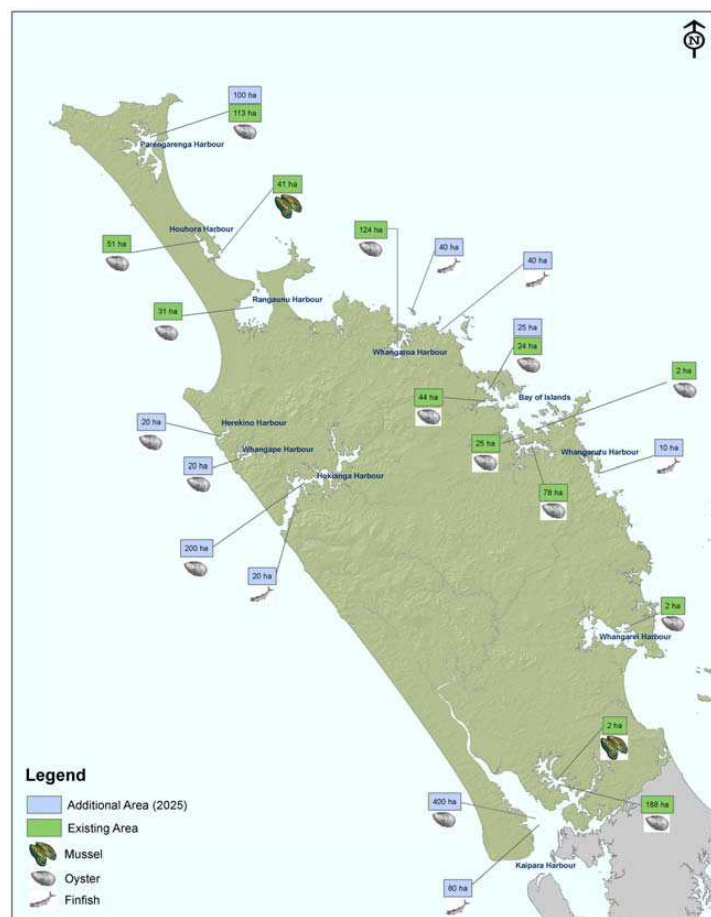 N
100 ha
113 ha
Parengarenga Harbour
41 ha
Houhora Harbour
51 ha
124 ha
40 ha
40 ha
Rangaunu Harbour
31 ha
25 ha
24 ha
Whangaroa Harbour
2 ha
44 ha
Bay of Islands
20 ha
Herekino Harbour
25 ha
Whangaruru Harbour
10 ha
Whangape Harbour
20 ha
Hokianga Harbour
78 ha
200 ha
20 ha
2 ha
Whangarei Harbour
2 ha
Legend
Additional Area (2025)
400 ha
188 ha
Existing Area
Mussel
Kaipara Harbour
Oyster
60 ha
Finfish